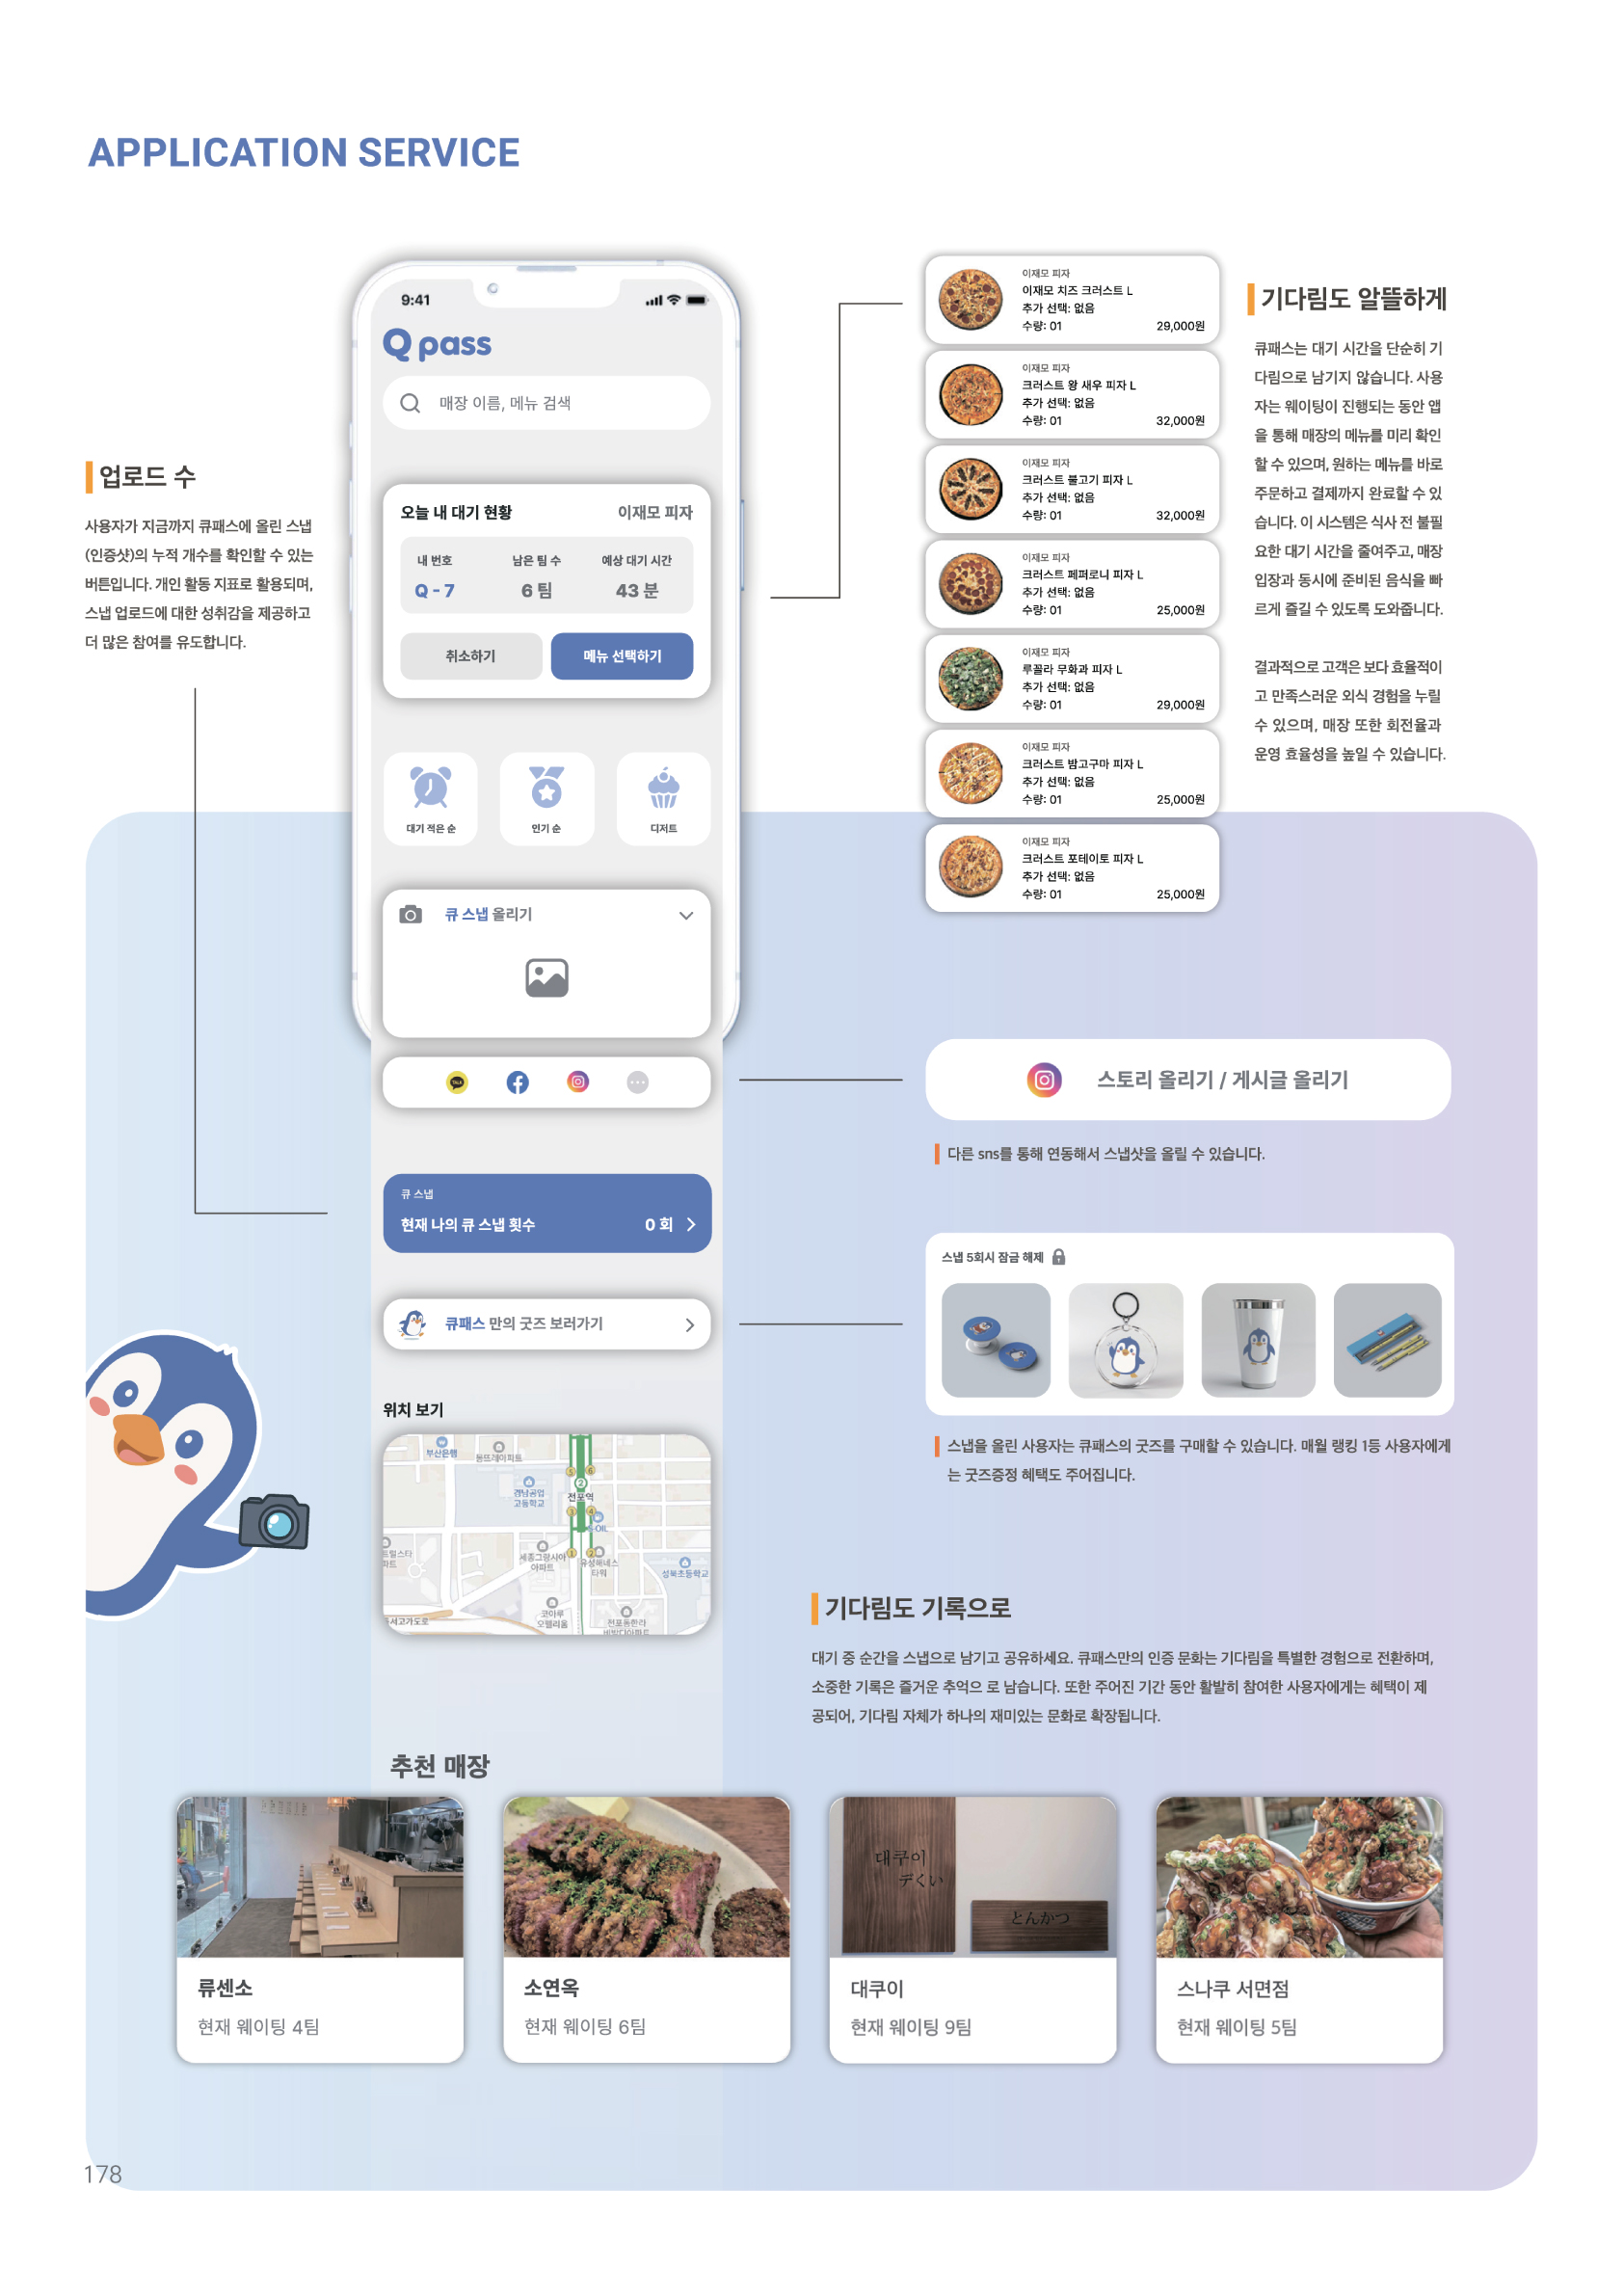 APPLICATION SERVICE
업로드 수
사용자가 지금까지 큐패스에 올린 스냅
(인증샷)의 누적 개수를 확인할 수 있는
버튼입니다. 개인 활동 지표로 활용되며,
스냅 업로드에 대한 성취감을 제공하고
더 많은 참여를 유도합니다.
9:41
Q pass
매장 이름, 메뉴 검색
오늘 내 대기 현황
이재모 피자
내 번호
남은 팀 수
예상 대기 시간
Q - 7
6 팀
43 분
취소하기
메뉴 선택하기
대기 적은 순
인기 순
디저트
큐 스냅 올리기
TALK
큐 스냅
현재 나의 큐 스냅 횟수
0 회
큐패스 만의 굿즈 보러가기
위치 보기
부산은행
동뜨레아파트
경남공업
고등학교
5
6
2
전포역
3
4
S-OIL
트럴스타
파트
세종그랑시아
아파트
1
2
유성하네스
타워
성북초등학교
코아루
오펠리움
동서고가도로
전포동한라
비발디아파트
이재모 피자
이재모 치즈 크러스트 L
추가 선택: 없음
수량: 01
29,000원
이재모 피자
크러스트 왕 새우 피자 L
추가 선택: 없음
수량: 01
32,000원
이재모 피자
크러스트 불고기 피자 L
추가 선택: 없음
수량: 01
32,000원
이재모 피자
크러스트 페퍼로니 피자 L
추가 선택: 없음
수량: 01
25,000원
이재모 피자
루꼴라 무화과 피자 L
추가 선택: 없음
수량: 01
29,000원
이재모 피자
크러스트 밤고구마 피자 L
추가 선택: 없음
수량: 01
25,000원
이재모 피자
크러스트 포테이토 피자 L
추가 선택: 없음
수량: 01
25,000원
기다림도 알뜰하게
큐패스는 대기 시간을 단순히 기
다림으로 남기지 않습니다. 사용
자는 웨이팅이 진행되는 동안 앱
을 통해 매장의 메뉴를 미리 확인
할 수 있으며, 원하는 메뉴를 바로
주문하고 결제까지 완료할 수 있
습니다. 이 시스템은 식사 전 불필
요한 대기 시간을 줄여주고, 매장
입장과 동시에 준비된 음식을 빠
르게 즐길 수 있도록 도와줍니다.
결과적으로 고객은 보다 효율적이
고 만족스러운 외식 경험을 누릴
수 있으며, 매장 또한 회전율과
운영 효율성을 높일 수 있습니다.
스토리 올리기 / 게시글 올리기
다른 sns를 통해 연동해서 스냅샷을 올릴 수 있습니다.
스냅 5회시 잠금 해제
스냅을 올린 사용자는 큐패스의 굿즈를 구매할 수 있습니다. 매월 랭킹 1등 사용자에게
는 굿즈증정 혜택도 주어집니다.
기다림도 기록으로
대기 중 순간을 스냅으로 남기고 공유하세요. 큐패스만의 인증 문화는 기다림을 특별한 경험으로 전환하며,
소중한 기록은 즐거운 추억으 로 남습니다. 또한 주어진 기간 동안 활발히 참여한 사용자에게는 혜택이 제
공되어, 기다림 자체가 하나의 재미있는 문화로 확장됩니다.
추천 매장
대쿠이
デくい
とんかつ
류센소
현재 웨이팅 4팀
소연옥
현재 웨이팅 6팀
대쿠이
현재 웨이팅 9팀
스나쿠 서면점
현재 웨이팅 5팀
178